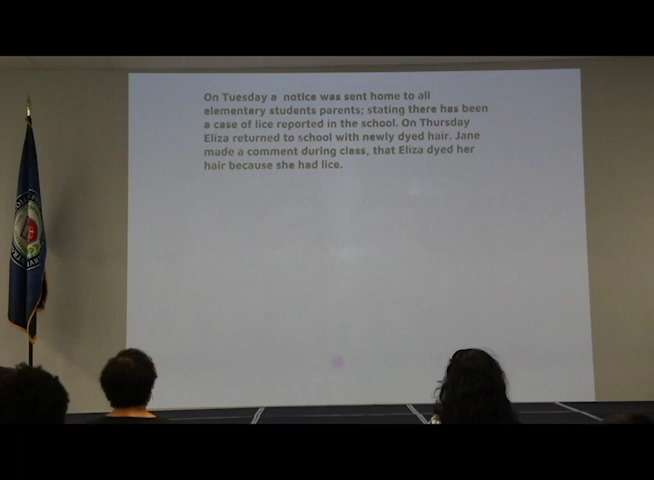 On Tuesday a notice was sent home to all
elementary students parents; stating there has been
a case of lice reported in the school. On Thursday
Eliza returned to school with newly dyed hair. Jane
made a comment during class, that Eliza dyed her
hair because she had lice.